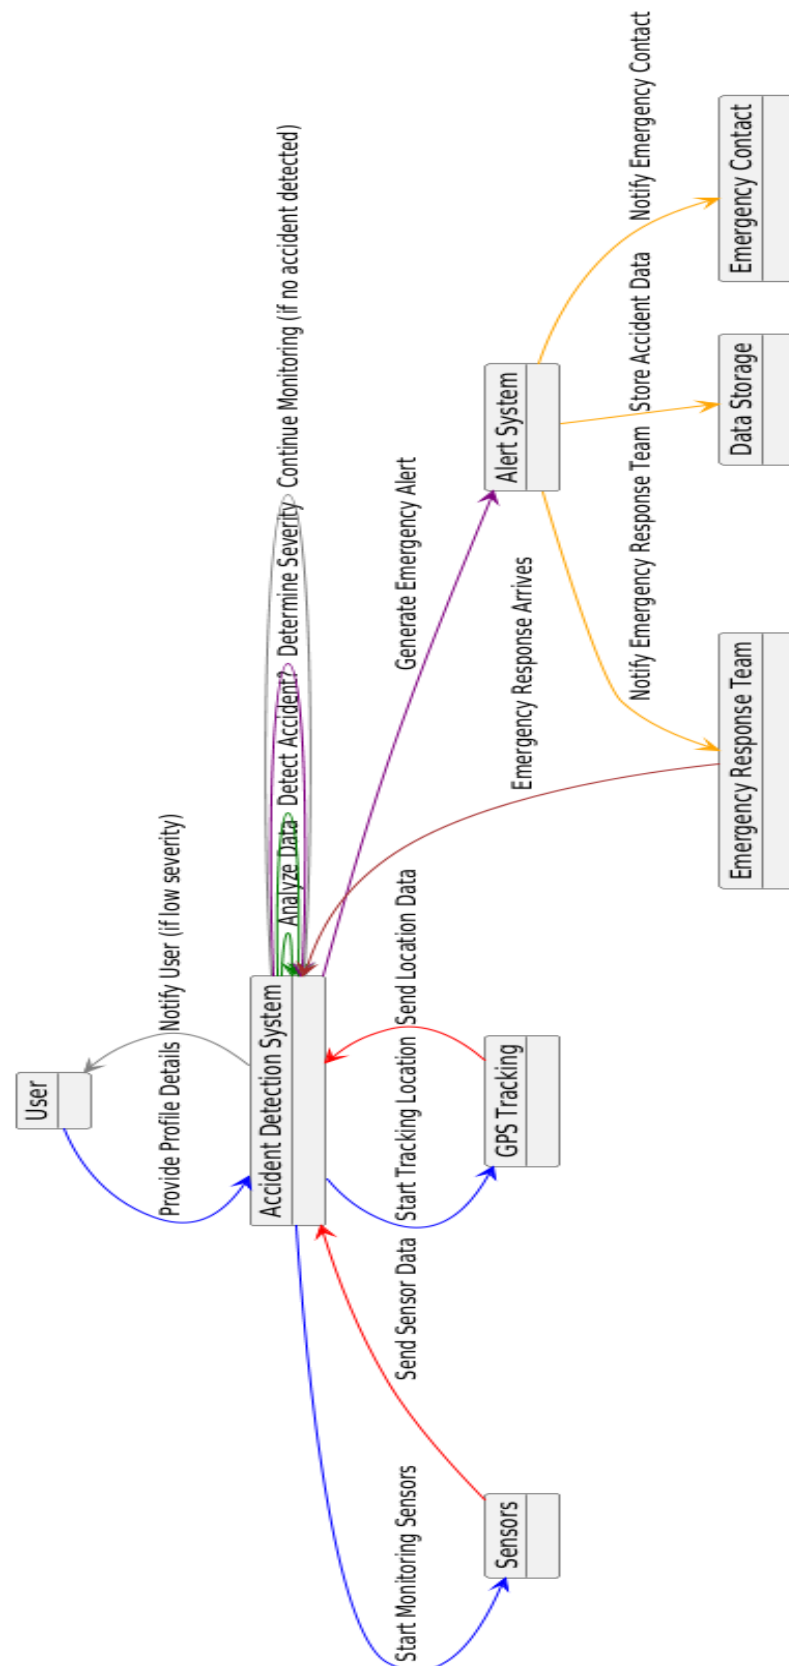 User
Provide Profile Details
Notify User (if low severity)
Accident Detection System
Analyze Data
Detect Accident?
Determine Severity
Continue Monitoring (if no accident detected)
Start Monitoring Sensors
Send Sensor Data
Start Tracking Location
Send Location Data
Generate Emergency Alert
Sensors
GPS Tracking
Alert System
Emergency Response Arrives
Notify Emergency Response Team
Store Accident Data
Notify Emergency Contact
Emergency Response Team
Data Storage
Emergency Contact